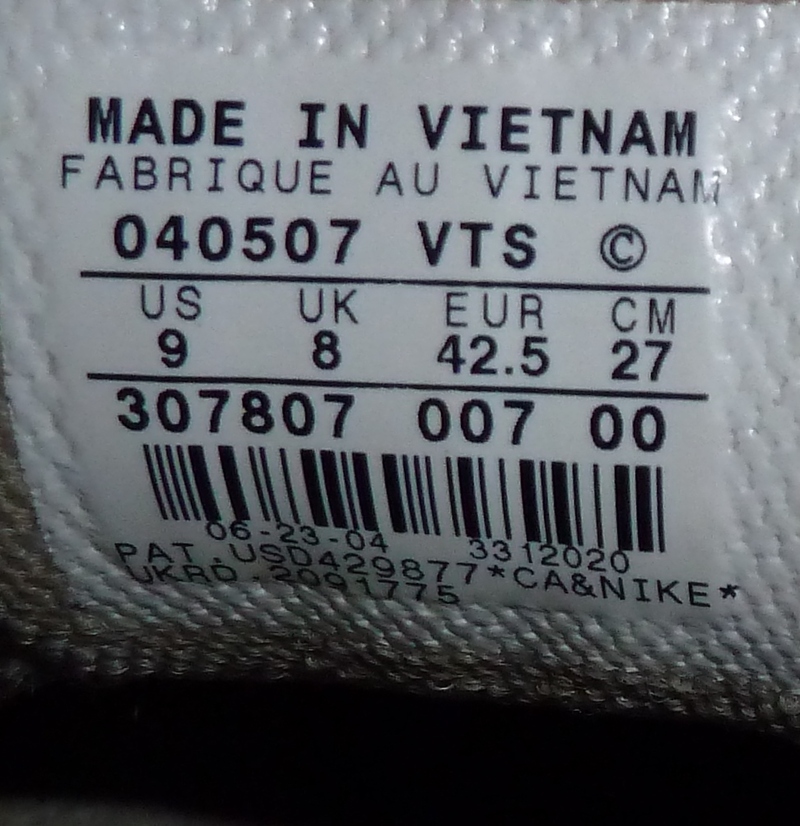 MADE IN VIETNAM
FABRIQUE AU VIETNAM
040507 VTS ©
US UK EUR CM
9 8 42.5 27
307807 007 00
06-23-04 3312020
PAT.USD429877*CA&NIKE*
UKRD.2091775